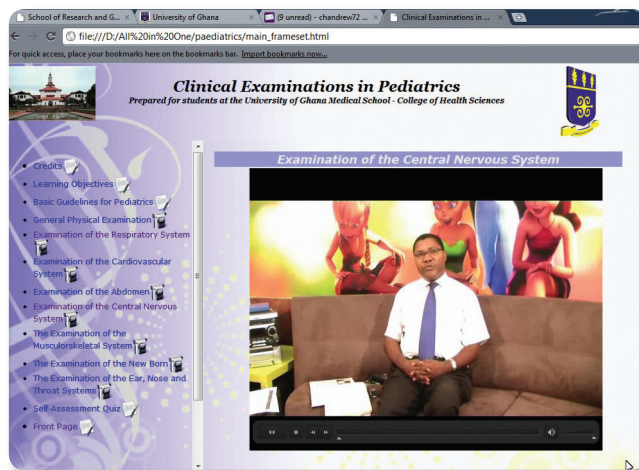 School of Research and G...
University of Ghana
(9 unread) - chandrew72 ...
Clinical Examinations in ...
file:///D:/All%20in%20One/paediatrics/main_frameset.html
For quick access, place your bookmarks here on the bookmarks bar. Import bookmarks now...
Clinical Examinations in Pediatrics
Prepared for students at the University of Ghana Medical School - College of Health Sciences
Examination of the Central Nervous System
Credits
Learning Objectives
Basic Guidelines for Pediatrics
General Physical Examination
Examination of the Respiratory System
Examination of the Cardiovascular
System
Examination of the Abdomen
Examination of the Central Nervous
System
The Examination of the
Musculorskeletal System
The Examination of the New Born
The Examination of the Ear, Nose and
Throat Systems
Self-Assessment Quiz
Front Page